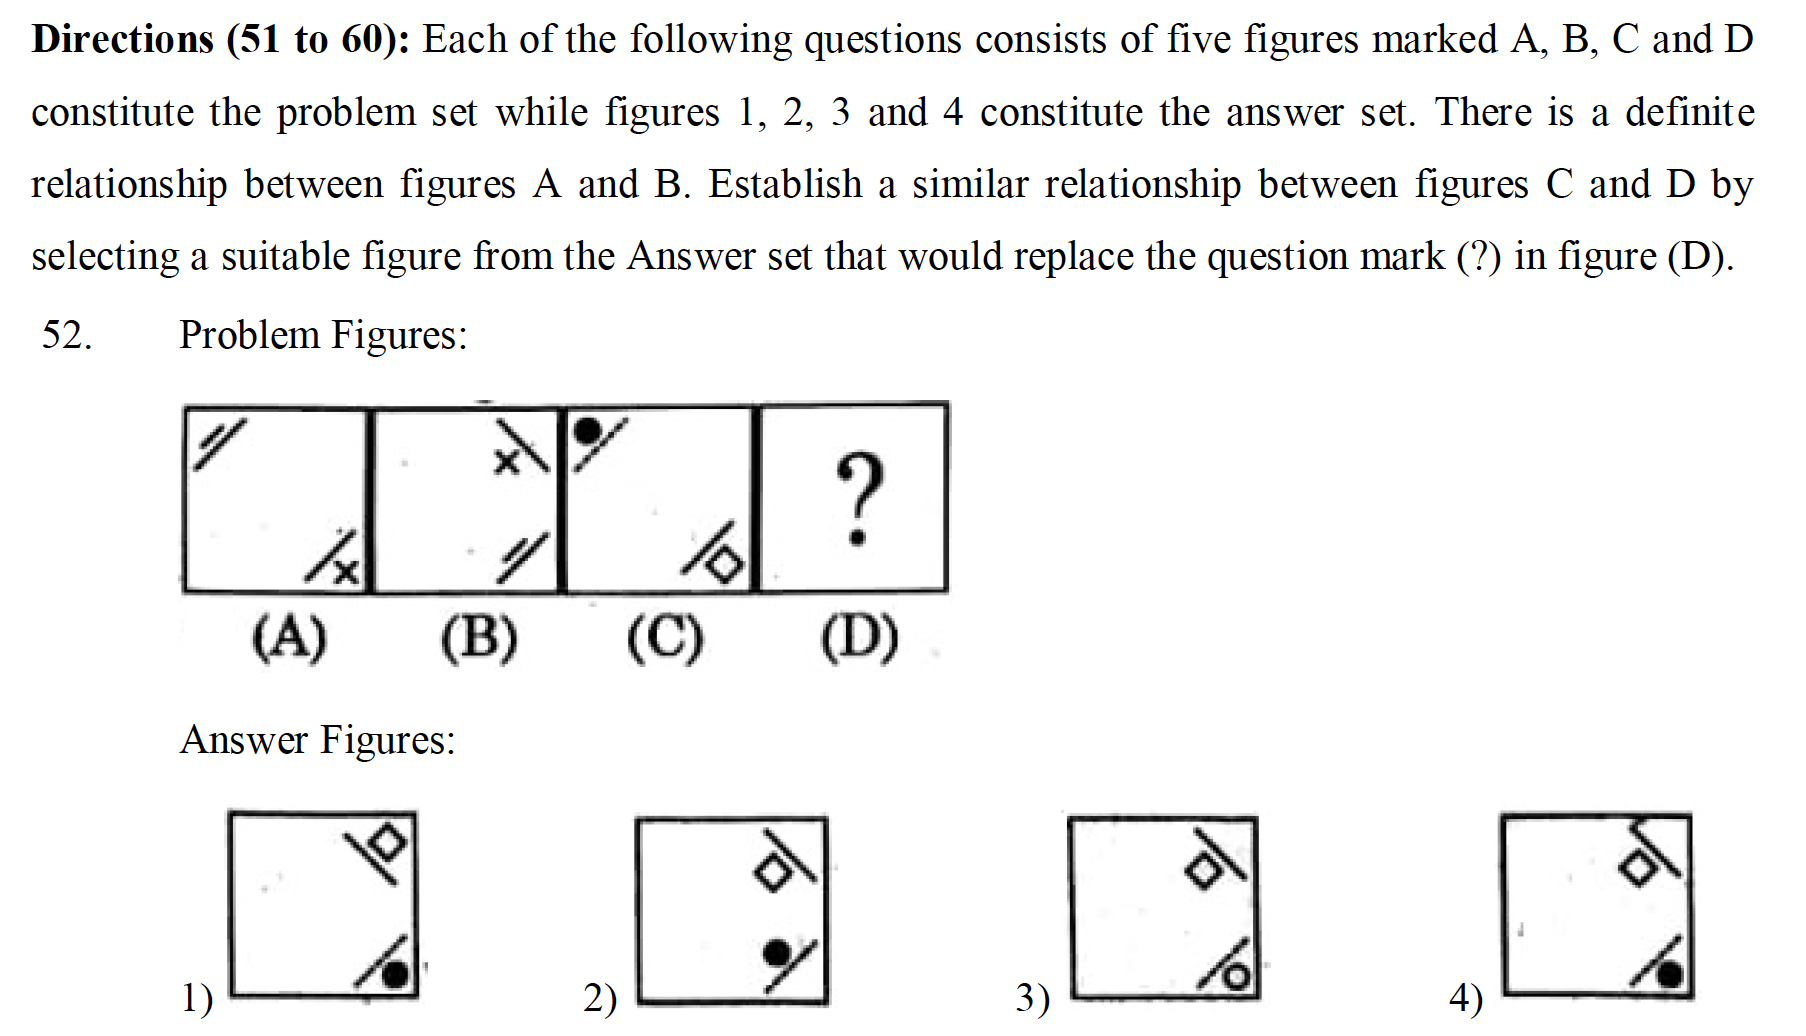 Directions (51 to 60): Each of the following questions consists of five figures marked A, B, C and D
constitute the problem set while figures 1, 2, 3 and 4 constitute the answer set. There is a definite
relationship between figures A and B. Establish a similar relationship between figures C and D by
selecting a suitable figure from the Answer set that would replace the question mark (?) in figure (D).
52. Problem Figures:
?
(A) (B) (C) (D)
Answer Figures:
1) 2) 3) 4)